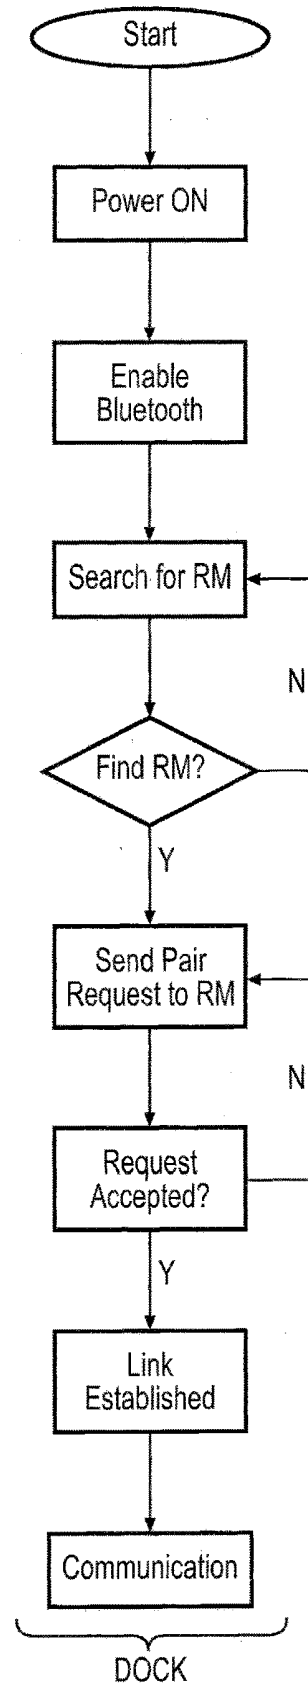 Start
Power ON
Enable
Bluetooth
Search for RM
N
Find RM?
Y
Send Pair
Request to RM
N
Request
Accepted?
Y
Link
Established
Communication
DOCK